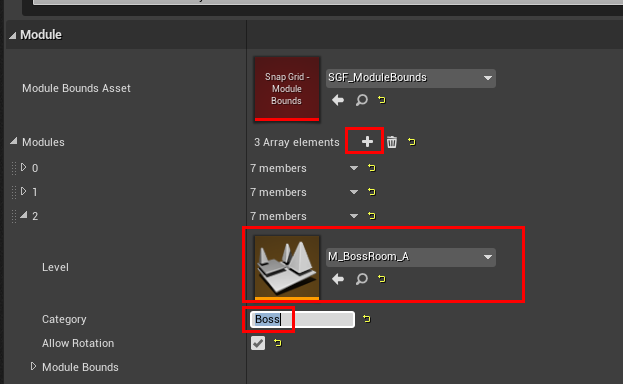 Module
Module Bounds Asset
Snap Grid -
Module
Bounds
SGF_ModuleBounds
Modules
3 Array elements
0
7 members
1
7 members
2
7 members
Level
M_BossRoom_A
Category
Boss
Allow Rotation
Module Bounds